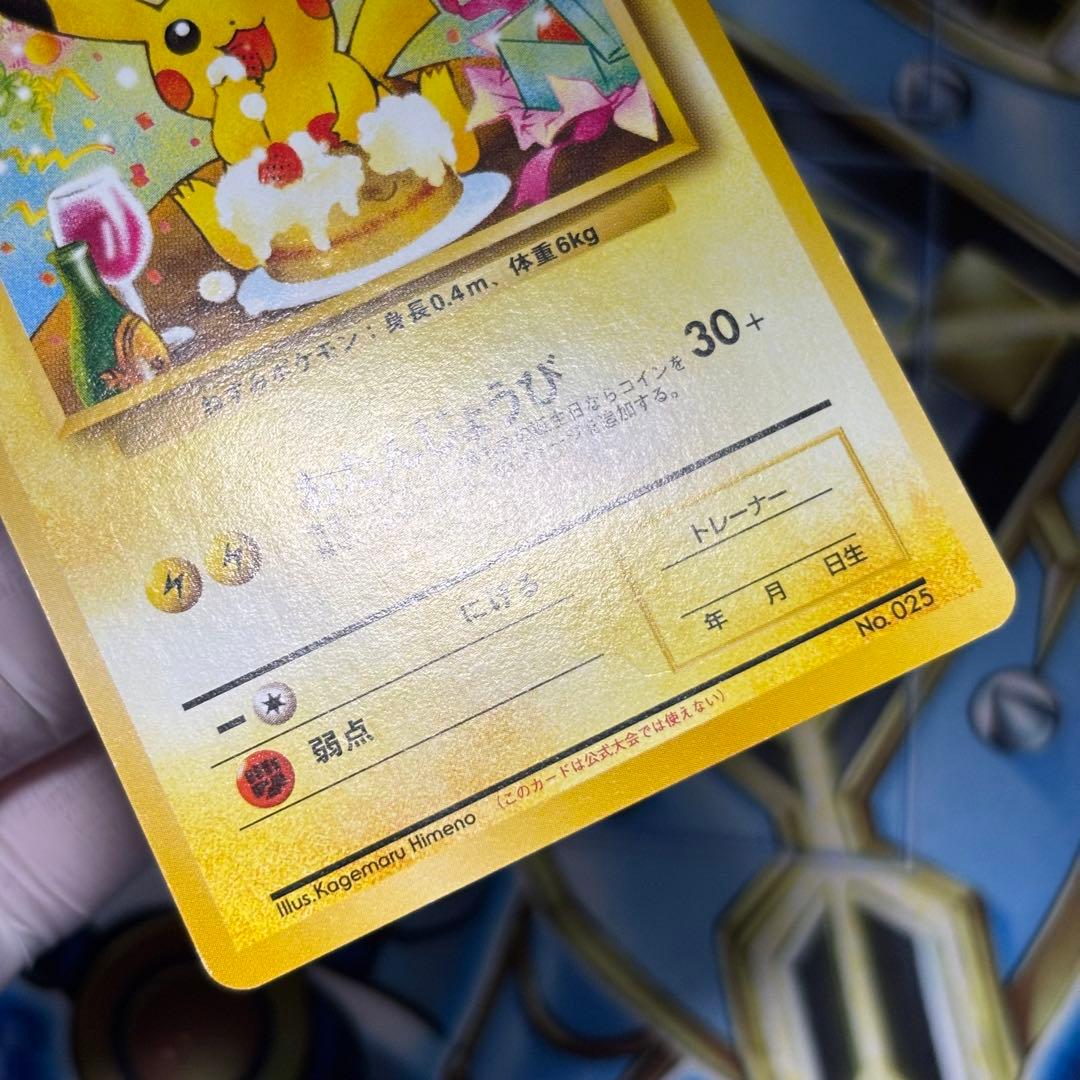 ねずみポケモン：身長0.4m、体重6kg
おたんじょうび
30+
生日ならコインを
追加する。
トレーナー
年 月 日生
にげる
弱点
No.025
Illus.Kagemaru Himeno
（このカードは公式大会では使えない）